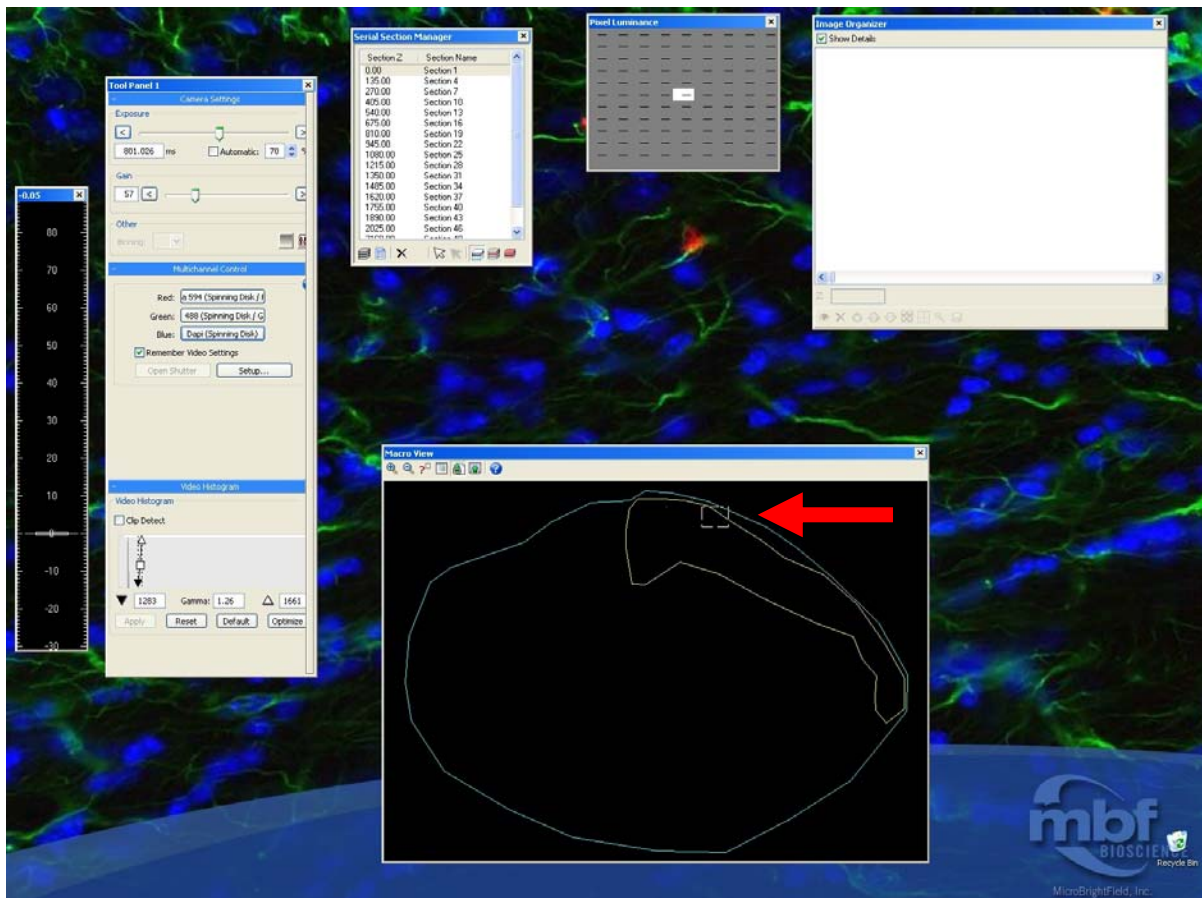 -0.05
80
70
60
50
40
30
20
10
-10
-20
-30
Tool Panel 1
Camera Settings
Exposure
801.026 ms Automatic: 70
Gain
57
Other
Binning:
Multichannel Control
Red: a 594 (Spinning Disk / F
Green: 488 (Spinning Disk / G
Blue: Dapi (Spinning Disk)
Remember Video Settings
Open Shutter Setup...
Video Histogram
Video Histogram
Clip Detect
1283 Gamma: 1.26 1661
Apply Reset Default Optimize
Serial Section Manager
Section Z Section Name
0.00 Section 1
135.00 Section 4
270.00 Section 7
405.00 Section 10
540.00 Section 13
675.00 Section 16
810.00 Section 19
945.00 Section 22
1080.00 Section 25
1215.00 Section 28
1350.00 Section 31
1485.00 Section 34
1620.00 Section 37
1755.00 Section 40
1890.00 Section 43
2025.00 Section 46
Pixel Luminance
Image Organizer
Show Details
Z:
Macro View
mbf
BIOSCIENCE
MicroBrightField, Inc.
Recycle Bin